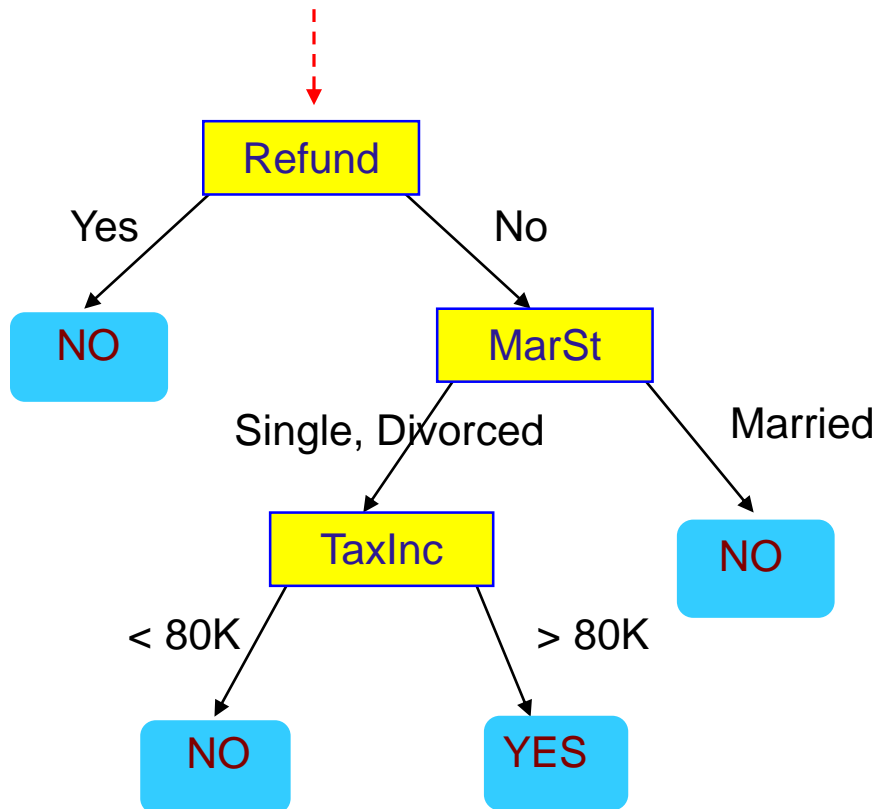 Refund
Yes
No
NO
MarSt
Single, Divorced
Married
TaxInc
NO
< 80K
> 80K
NO
YES